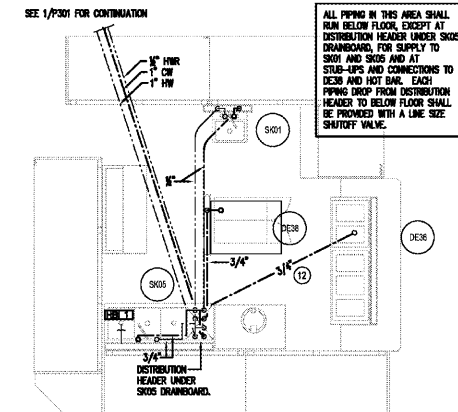 SEE 1/P301 FOR CONTINUATION
ALL PIPING IN THIS AREA SHALL
RUN BELOW FLOOR, EXCEPT AT
DISTRIBUTION HEADER UNDER SK05
DRAINBOARD, FOR SUPPLY TO
SK01 AND SK05 AND AT
STUB-UPS AND CONNECTIONS TO
DE38 AND HOT BAR. EACH
PIPING DROP FROM DISTRIBUTION
HEADER TO BELOW FLOOR SHALL
BE PROVIDED WITH A LINE SIZE
SHUTOFF VALVE.
HWR
1" CW
1" HW
SK01
DE38
DE36
3/4"
3/4"
12
SK05
3/4"
DISTRIBUTION
HEADER UNDER
SK05 DRAINBOARD.